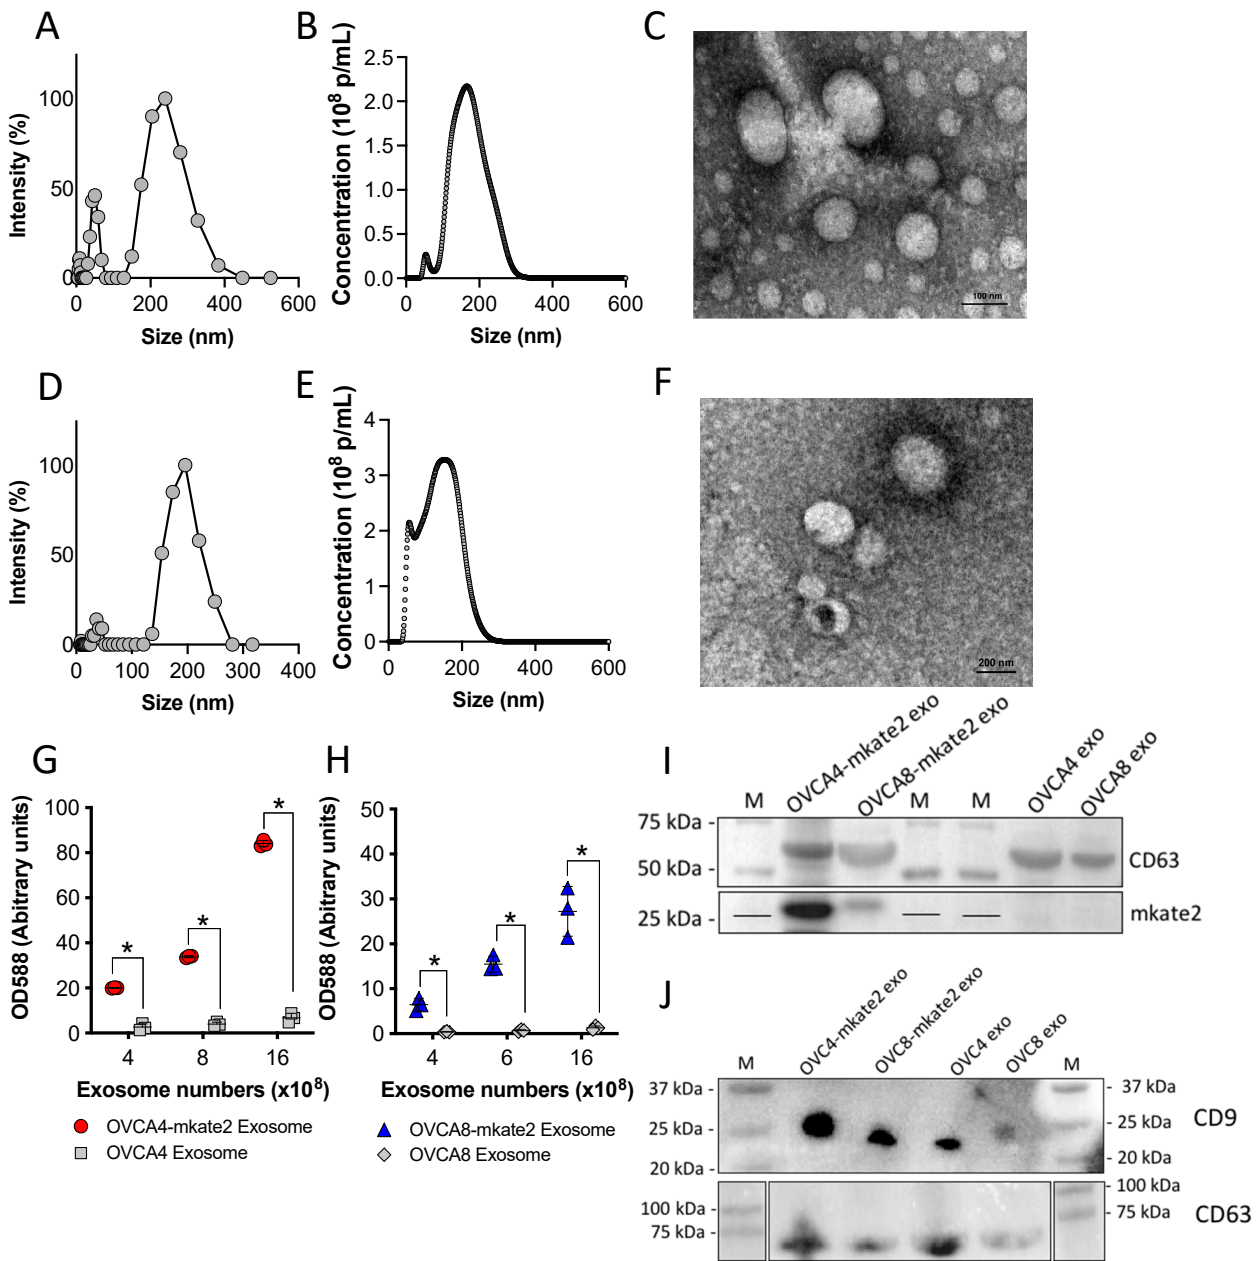 A
B
C
Intensity (%)
100
50
0
0
200
400
600
Size (nm)
Concentration (10⁸ p/mL)
2.5
2.0
1.5
1.0
0.5
0.0
0
200
400
600
Size (nm)
100 nm
D
E
F
Intensity (%)
100
50
0
0
100
200
300
400
Size (nm)
Concentration (10⁸ p/mL)
4
3
2
1
0
0
200
400
600
Size (nm)
200 nm
G
H
I
OD588 (Abitrary units)
100
80
60
40
20
0
*
*
*
4
8
16
Exosome numbers (x10⁸)
OVCA4-mkate2 Exosome
OVCA4 Exosome
OD588 (Abitrary units)
50
40
30
20
10
0
*
*
*
4
6
16
Exosome numbers (x10⁸)
OVCA8-mkate2 Exosome
OVCA8 Exosome
M
OVCA4-mkate2 exo
OVCA8-mkate2 exo
M
M
OVCA4 exo
OVCA8 exo
75 kDa -
50 kDa -
CD63
25 kDa -
mkate2
J
M
OVC4-mkate2 exo
OVC8-mkate2 exo
OVC4 exo
OVC8 exo
M
37 kDa -
25 kDa -
20 kDa -
- 37 kDa
- 25 kDa
- 20 kDa
CD9
100 kDa -
75 kDa -
- 100 kDa
- 75 kDa
CD63